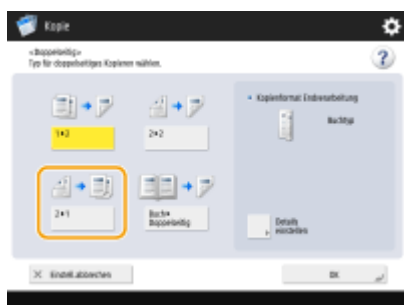 Kopie
<Doppelseitig>
Typ für doppelseitiges Kopieren wählen.
?
Kopienformat Endverarbeitung
Buchtyp
1▸2
2▸2
2▸1
Buch▸
Doppelseitig
Details
einstellen
Einstell. abbrechen
OK